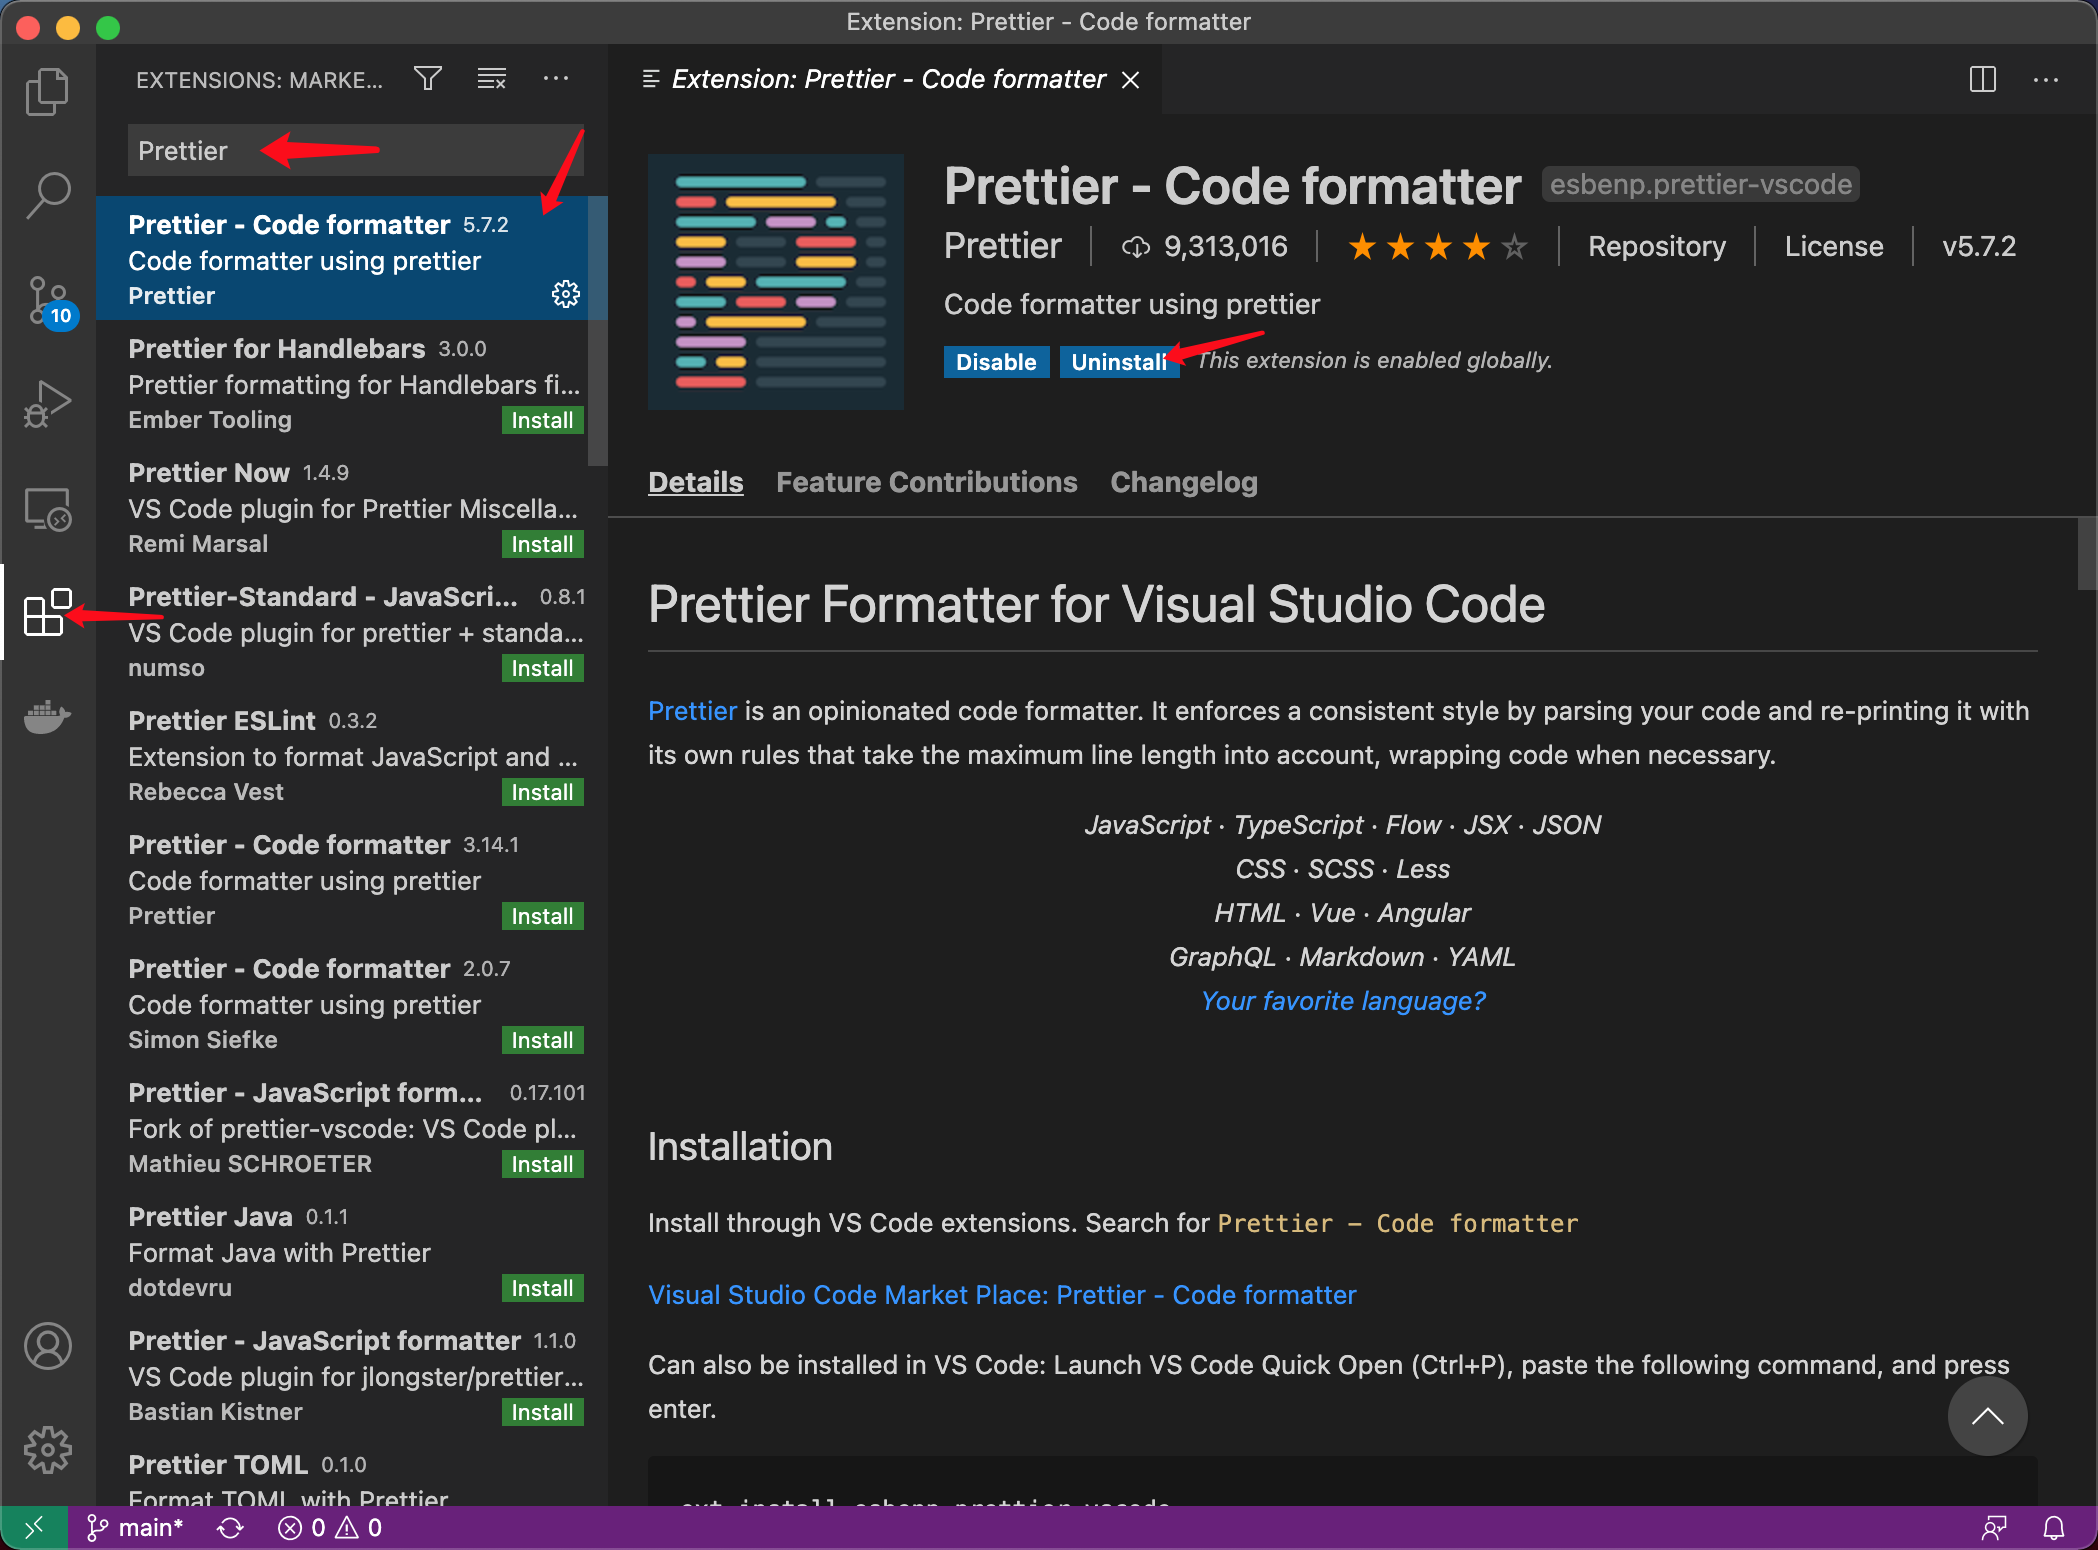 Extension: Prettier - Code formatter
EXTENSIONS: MARKE...
Prettier
Prettier - Code formatter 5.7.2
Code formatter using prettier
Prettier
Prettier for Handlebars 3.0.0
Prettier formatting for Handlebars fi...
Ember Tooling Install
Prettier Now 1.4.9
VS Code plugin for Prettier Miscella...
Remi Marsal Install
Prettier-Standard - JavaScri... 0.8.1
VS Code plugin for prettier + standa...
numso Install
Prettier ESLint 0.3.2
Extension to format JavaScript and ...
Rebecca Vest Install
Prettier - Code formatter 3.14.1
Code formatter using prettier
Prettier Install
Prettier - Code formatter 2.0.7
Code formatter using prettier
Simon Siefke Install
Prettier - JavaScript form... 0.17.101
Fork of prettier-vscode: VS Code pl...
Mathieu SCHROETER Install
Prettier Java 0.1.1
Format Java with Prettier
dotdevru Install
Prettier - JavaScript formatter 1.1.0
VS Code plugin for jlongster/prettier...
Bastian Kistner Install
Prettier TOML 0.1.0
Format TOML with Prettier
10
Extension: Prettier - Code formatter
Prettier - Code formatter esbenp.prettier-vscode
Prettier 9,313,016 Repository License v5.7.2
Code formatter using prettier
Disable Uninstall This extension is enabled globally.
Details Feature Contributions Changelog
Prettier Formatter for Visual Studio Code
Prettier is an opinionated code formatter. It enforces a consistent style by parsing your code and re-printing it with
its own rules that take the maximum line length into account, wrapping code when necessary.
JavaScript · TypeScript · Flow · JSX · JSON
CSS · SCSS · Less
HTML · Vue · Angular
GraphQL · Markdown · YAML
Your favorite language?
Installation
Install through VS Code extensions. Search for Prettier - Code formatter
Visual Studio Code Market Place: Prettier - Code formatter
Can also be installed in VS Code: Launch VS Code Quick Open (Ctrl+P), paste the following command, and press
enter.
ext install esbenp.prettier-vscode
main* 0 0